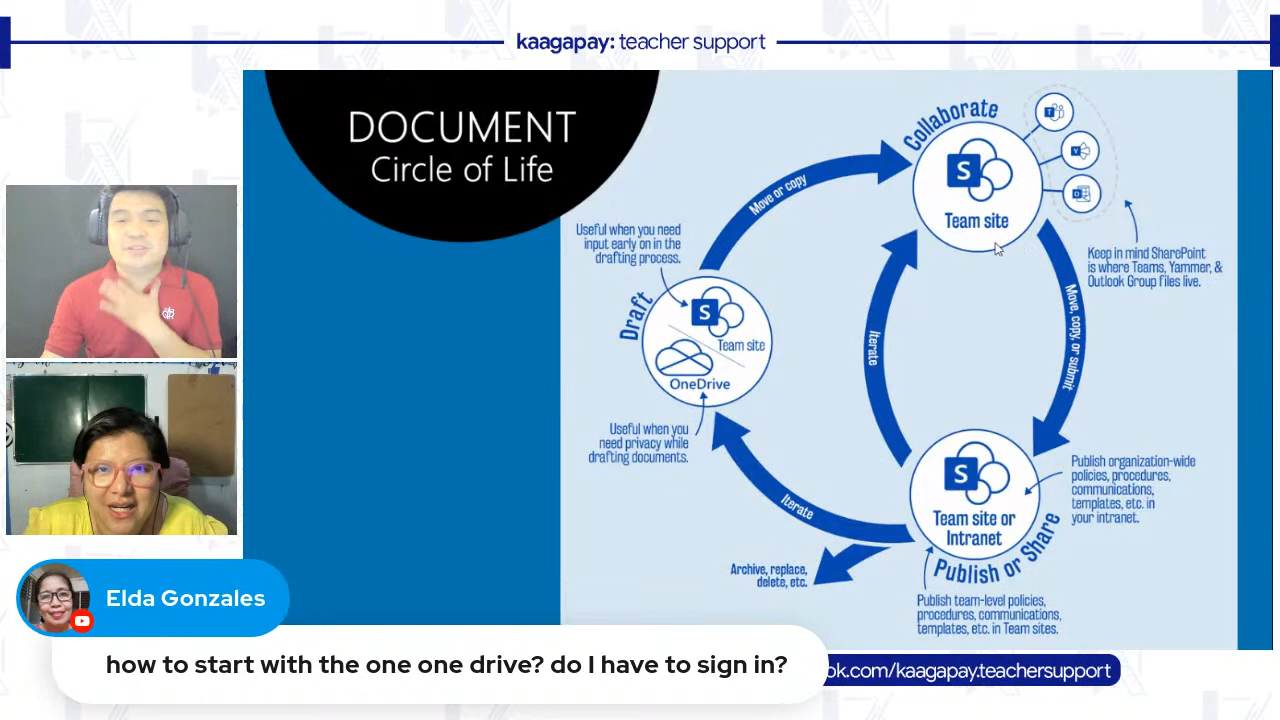 kaagapay: teacher support
DOCUMENT
Circle of Life
Collaborate
S
Team site
T
Y
O
Keep in mind SharePoint
is where Teams, Yammer, &
Outlook Group files live.
Move or copy
Useful when you need
input early on in the
drafting process.
Draft
S
Team site
OneDrive
Useful when you
need privacy while
drafting documents.
Iterate
Move, copy, or submit
Iterate
S
Team site or
Intranet
Publish or Share
Publish organization-wide
policies, procedures,
communications,
templates, etc. in
your intranet.
Archive, replace,
delete, etc.
Publish team-level policies,
procedures, communications,
templates, etc. in Team sites.
Elda Gonzales
how to start with the one one drive? do I have to sign in?
ok.com/kaagapay.teachersupport